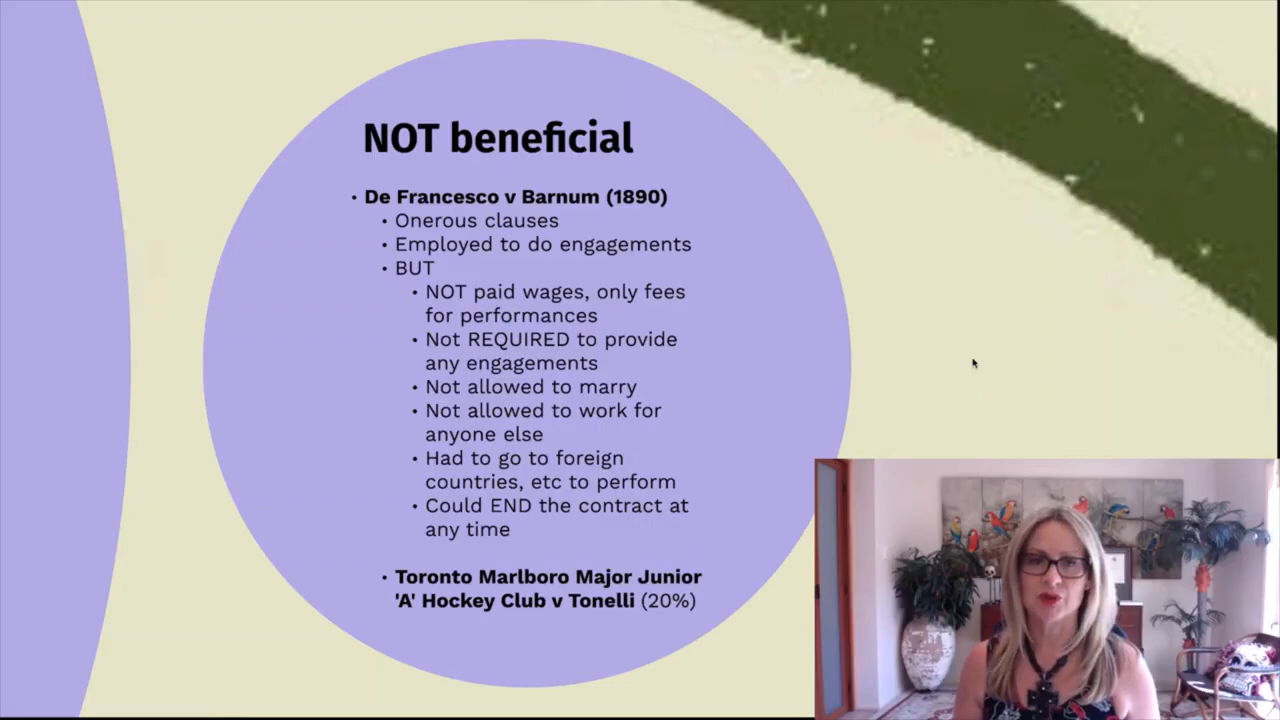 NOT beneficial
• De Francesco v Barnum (1890)
• Onerous clauses
• Employed to do engagements
• BUT
• NOT paid wages, only fees
for performances
• Not REQUIRED to provide
any engagements
• Not allowed to marry
• Not allowed to work for
anyone else
• Had to go to foreign
countries, etc to perform
• Could END the contract at
any time
• Toronto Marlboro Major Junior
'A' Hockey Club v Tonelli (20%)